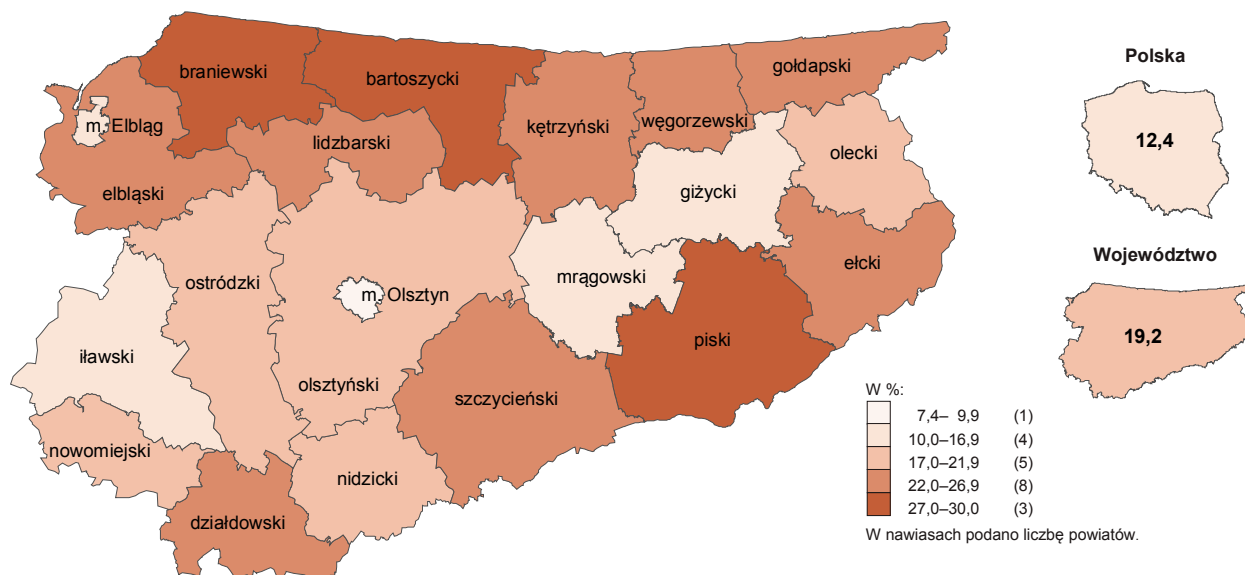 braniewski
bartoszycki
gołdapski
m. Elbląg
lidzbarski
kętrzyński
węgorzewski
olecki
elbląski
giżycki
ostródzki
m. Olsztyn
mrągowski
ełcki
iławski
olsztyński
szczycieński
piski
nowomiejski
nidzicki
działdowski
Polska
12,4
Województwo
19,2
W %:
7,4– 9,9 (1)
10,0–16,9 (4)
17,0–21,9 (5)
22,0–26,9 (8)
27,0–30,0 (3)
W nawiasach podano liczbę powiatów.